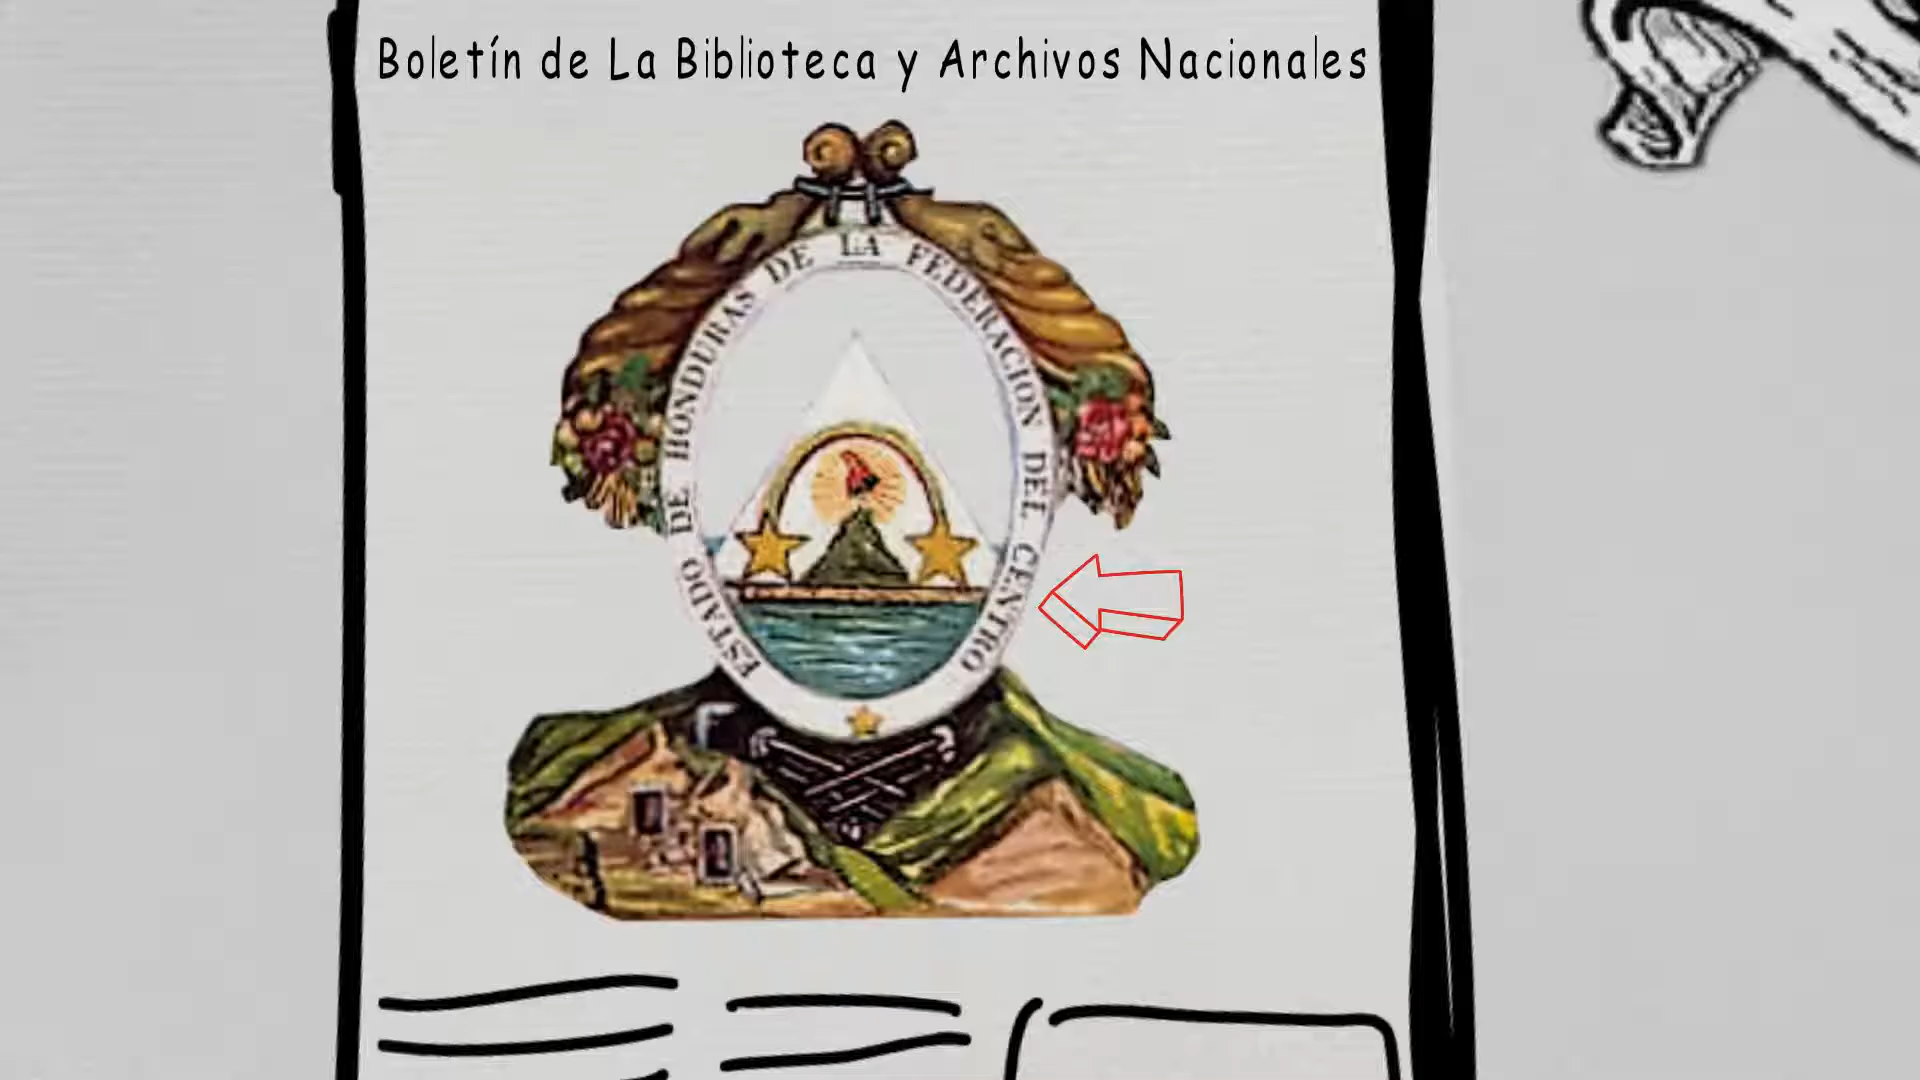 Boletín de La Biblioteca y Archivos Nacionales
ESTADO DE HONDURAS DE LA FEDERACION DEL CENTRO